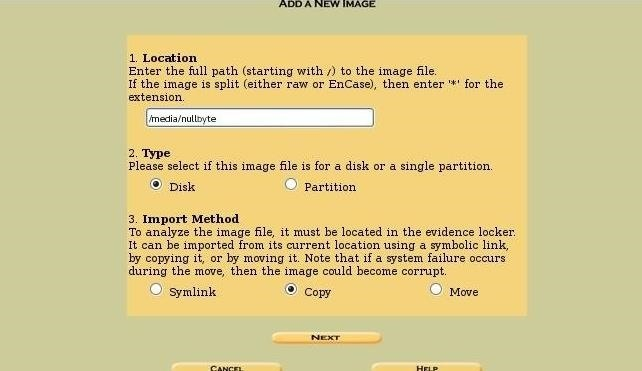 ADD A NEW IMAGE
1. Location
Enter the full path (starting with /) to the image file.
If the image is split (either raw or EnCase), then enter '*' for the
extension.
/media/nullbyte
2. Type
Please select if this image file is for a disk or a single partition.
Disk Partition
3. Import Method
To analyze the image file, it must be located in the evidence locker.
It can be imported from its current location using a symbolic link,
by copying it, or by moving it. Note that if a system failure occurs
during the move, then the image could become corrupt.
Symlink Copy Move
NEXT
CANCEL HELP